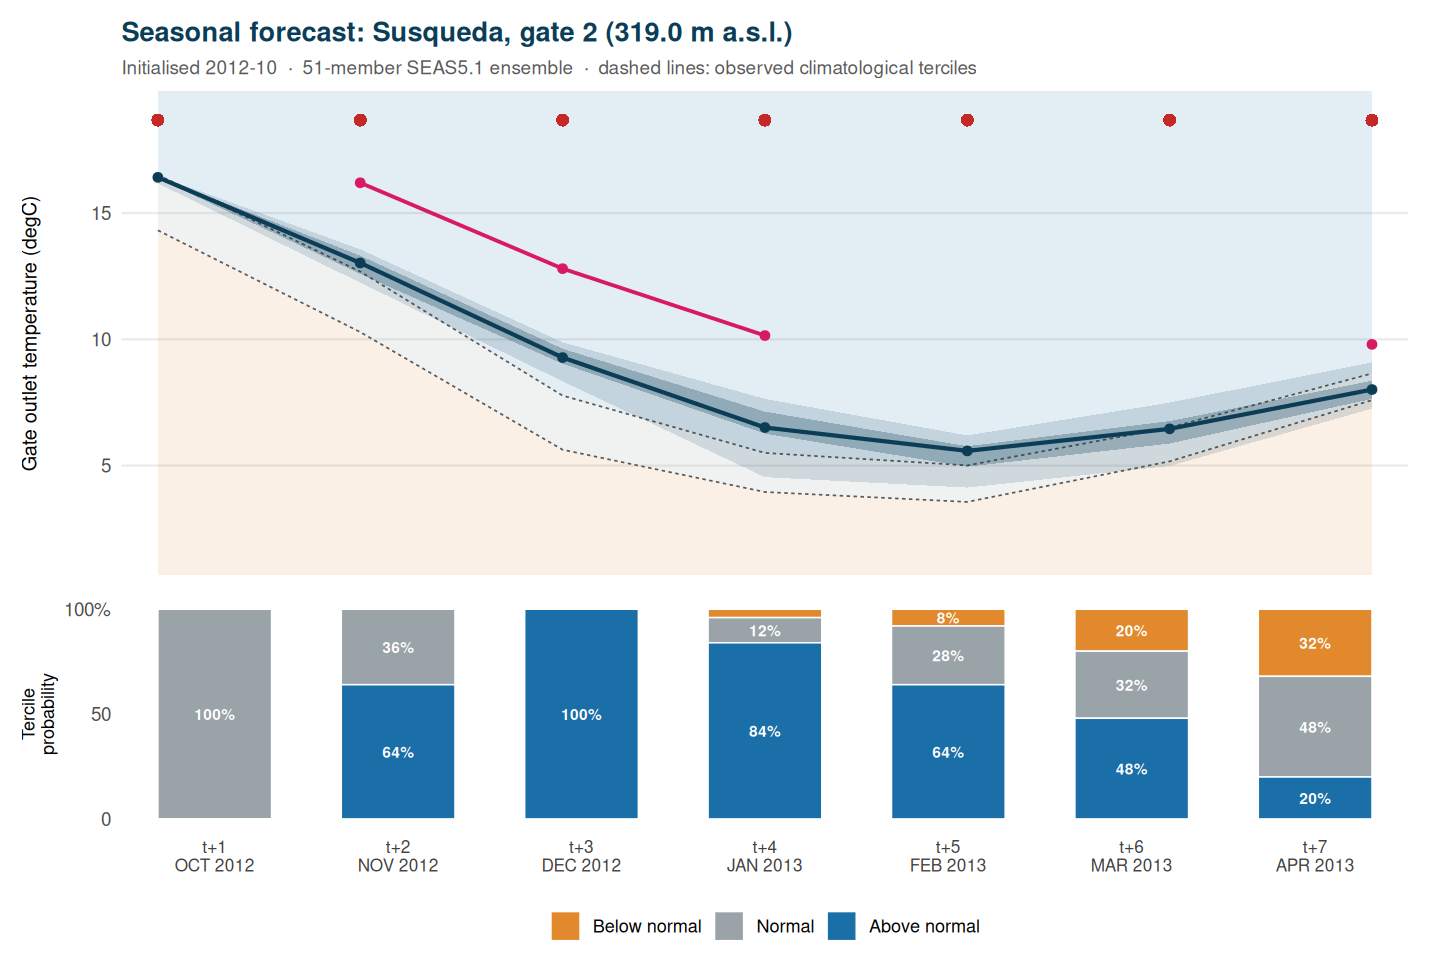 Seasonal forecast: Susqueda, gate 2 (319.0 m a.s.l.)
Initialised 2012-10 · 51-member SEAS5.1 ensemble · dashed lines: observed climatological terciles
Gate outlet temperature (degC)
15
10
5
Tercile
probability
100%
50
0
100%
36%
64%
100%
12%
84%
8%
28%
64%
20%
32%
48%
32%
48%
20%
t+1
OCT 2012
t+2
NOV 2012
t+3
DEC 2012
t+4
JAN 2013
t+5
FEB 2013
t+6
MAR 2013
t+7
APR 2013
Below normal
Normal
Above normal